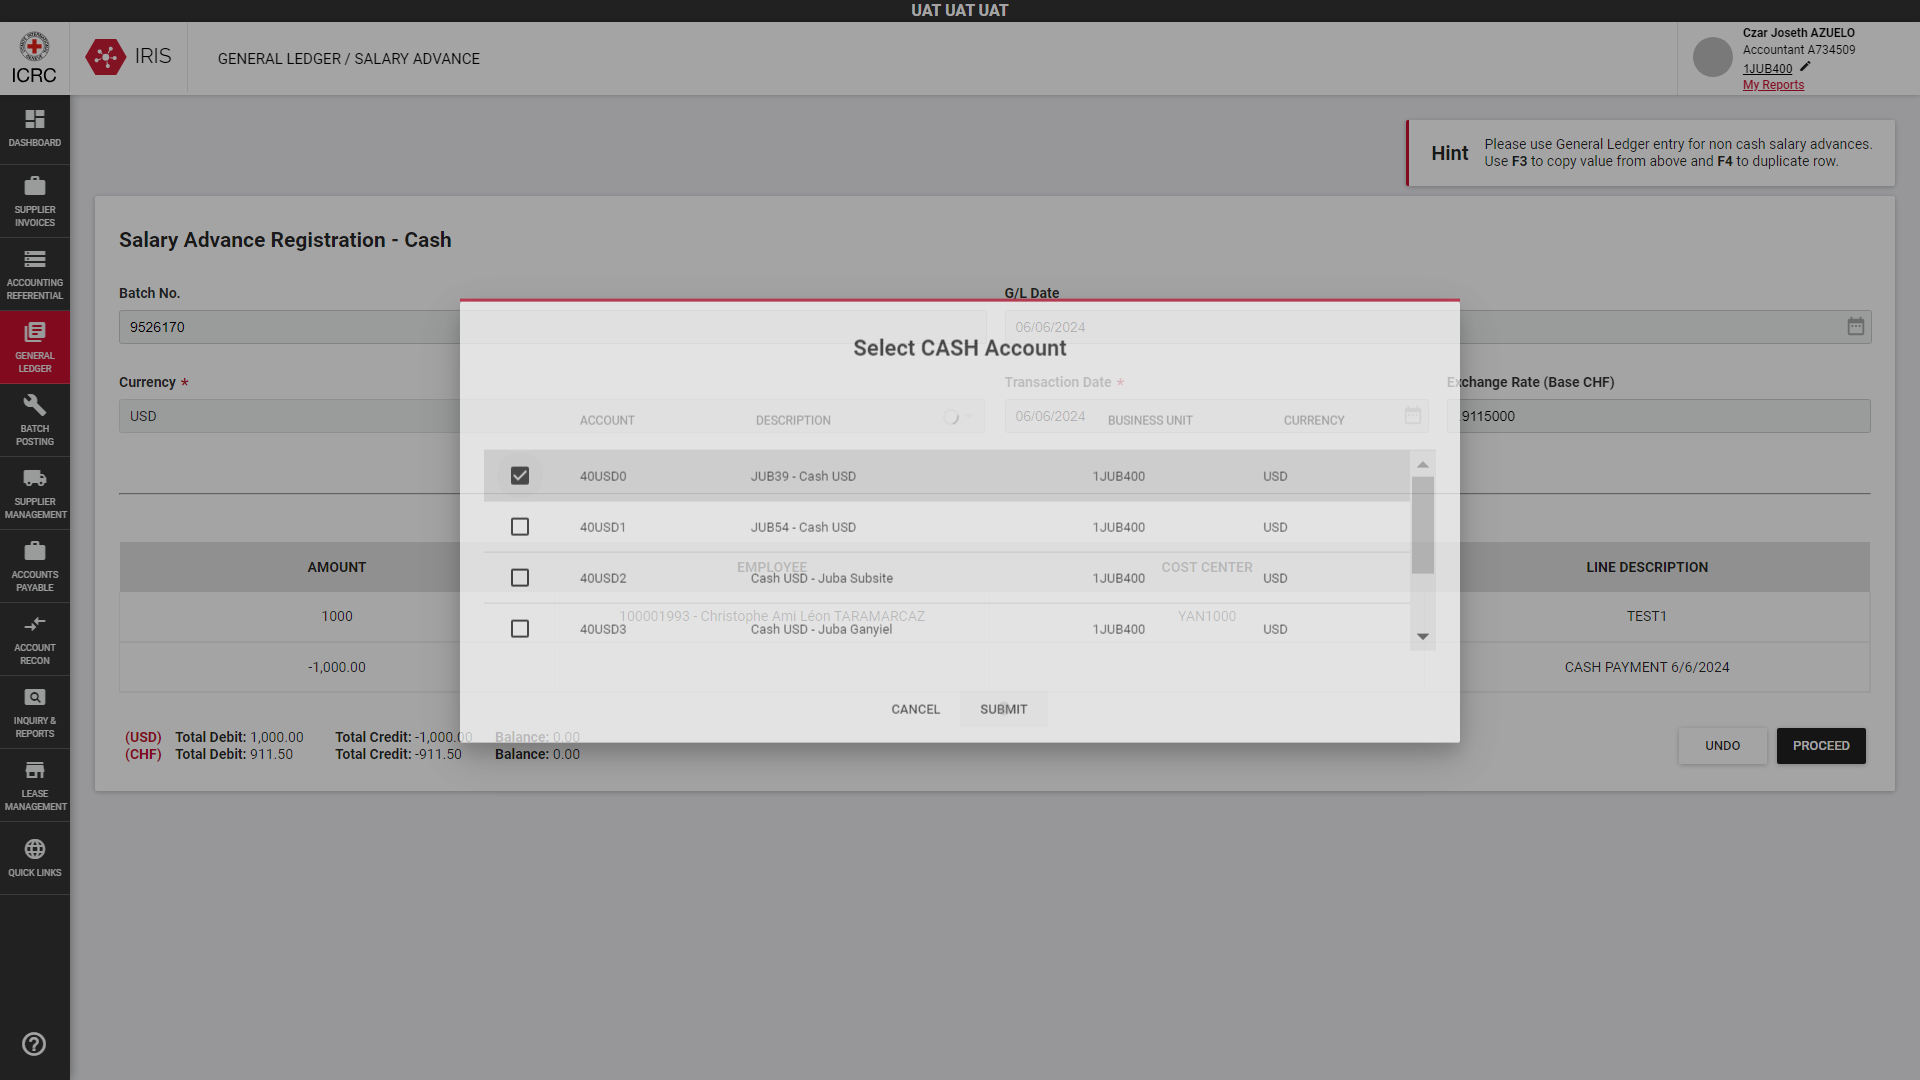 UAT UAT UAT
ICRC
IRIS
GENERAL LEDGER / SALARY ADVANCE
Czar Joseth AZUELO
Accountant A734509
1JUB400
My Reports
DASHBOARD
SUPPLIER
INVOICES
ACCOUNTING
REFERENTIAL
GENERAL
LEDGER
BATCH
POSTING
SUPPLIER
MANAGEMENT
ACCOUNTS
PAYABLE
ACCOUNT
RECON
INQUIRY &
REPORTS
LEASE
MANAGEMENT
QUICK LINKS
Hint
Please use General Ledger entry for non cash salary advances.
Use F3 to copy value from above and F4 to duplicate row.
Salary Advance Registration - Cash
Batch No.
G/L Date
9526170
06/06/2024
Currency *
Transaction Date *
Exchange Rate (Base CHF)
USD
06/06/2024
.9115000
Select CASH Account
ACCOUNT DESCRIPTION BUSINESS UNIT CURRENCY
40USD0 JUB39 - Cash USD 1JUB400 USD
40USD1 JUB54 - Cash USD 1JUB400 USD
40USD2 Cash USD - Juba Subsite 1JUB400 USD
40USD3 Cash USD - Juba Ganyiel 1JUB400 USD
CANCEL SUBMIT
AMOUNT EMPLOYEE COST CENTER LINE DESCRIPTION
1000 100001993 - Christophe Ami Léon TARAMARCAZ YAN1000 TEST1
-1,000.00 CASH PAYMENT 6/6/2024
(USD) Total Debit: 1,000.00 Total Credit: -1,000.00 Balance: 0.00
(CHF) Total Debit: 911.50 Total Credit: -911.50 Balance: 0.00
UNDO PROCEED